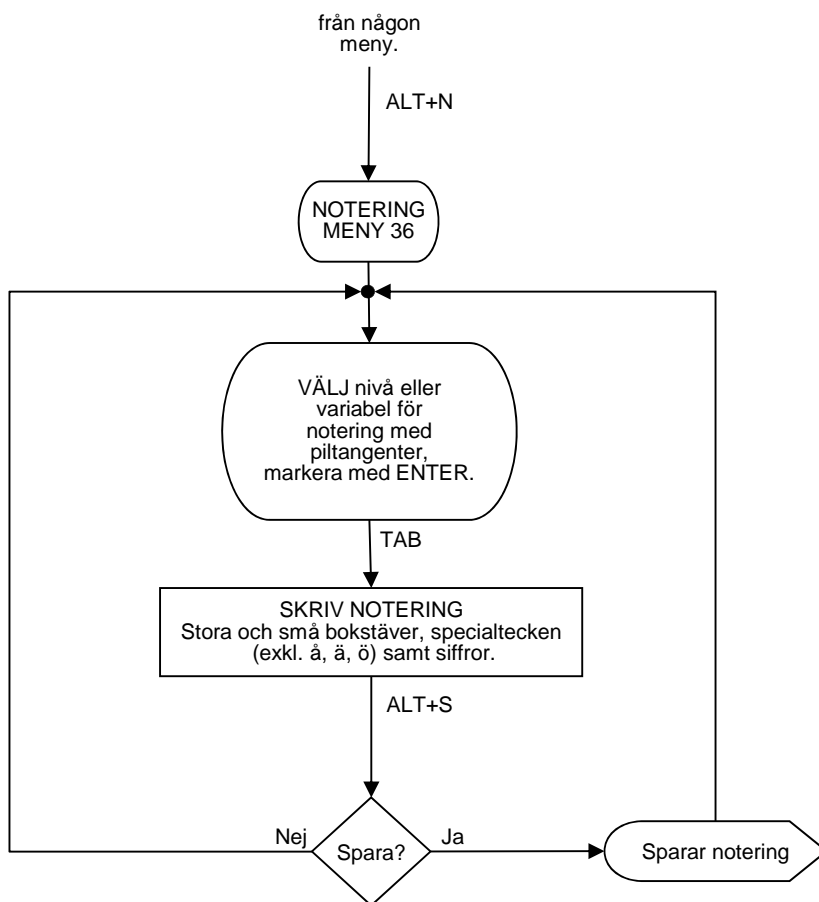 från någon
meny.
ALT+N
NOTERING
MENY 36
VÄLJ nivå eller
variabel för
notering med
piltangenter,
markera med ENTER.
TAB
SKRIV NOTERING
Stora och små bokstäver, specialtecken
(exkl. å, ä, ö) samt siffror.
ALT+S
Nej
Spara?
Ja
Sparar notering